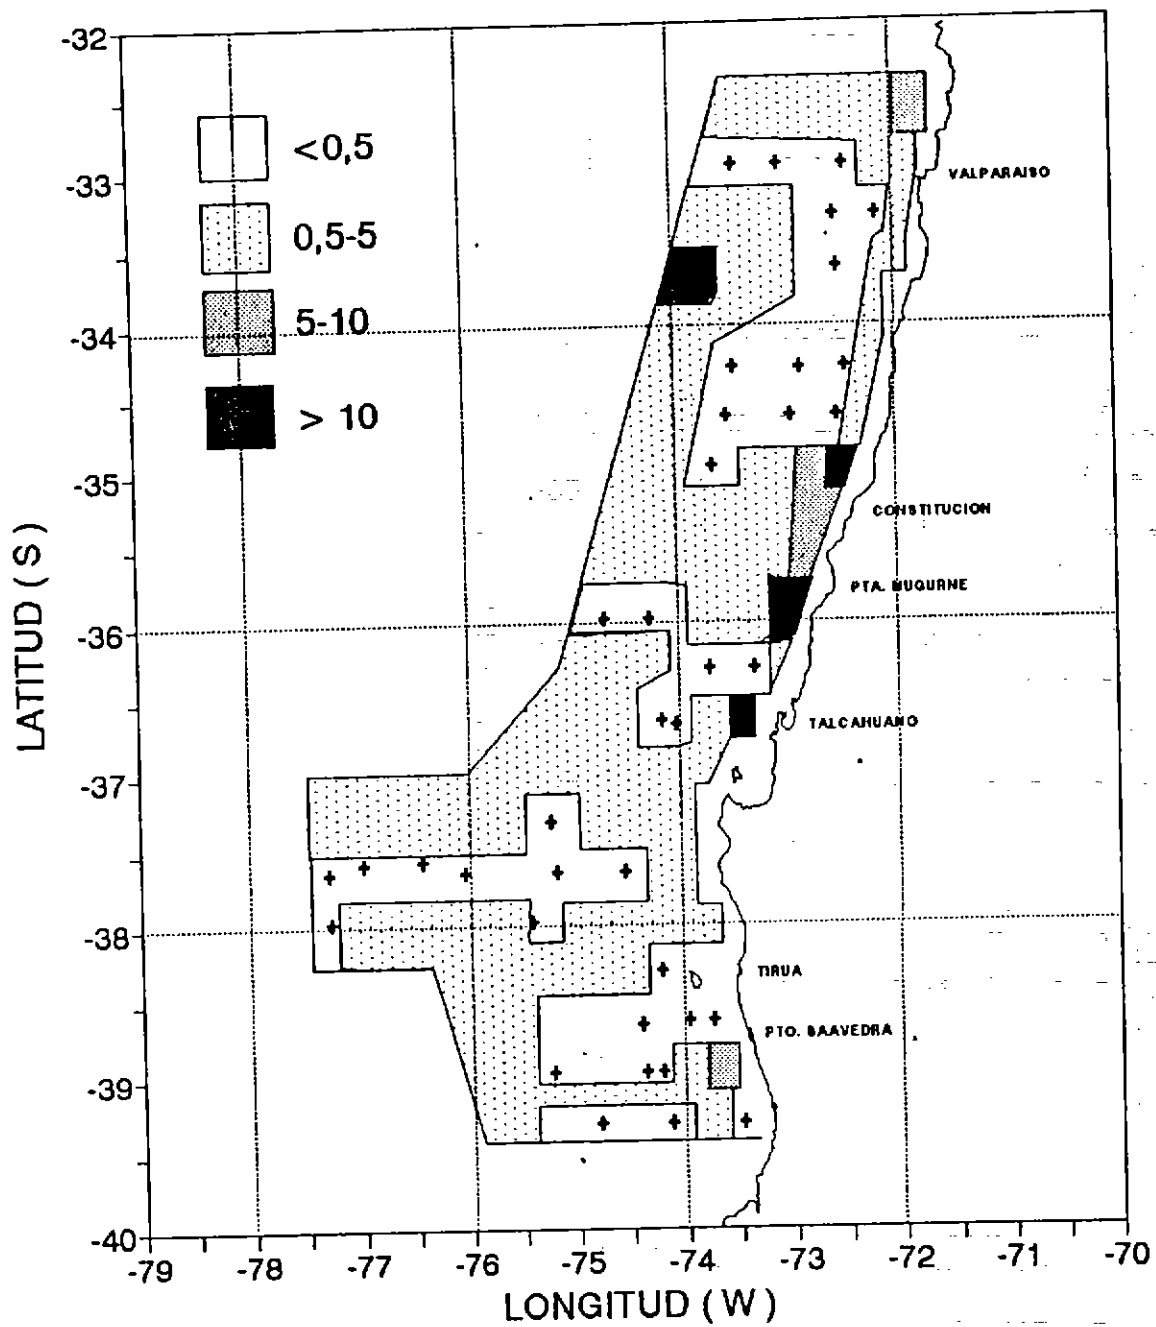 -32
<0,5
VALPARAISO
-33
0,5-5
5-10
-34
> 10
-35
CONSTITUCION
PTA. NUGURNE
-36
TALCAHUANO
-37
-38
TIRUA
PTO. SAAVEDRA
-39
-40
-79
-78
-77
-76
-75
-74
-73
-72
-71
-70
LATITUD (S)
LONGITUD (W)